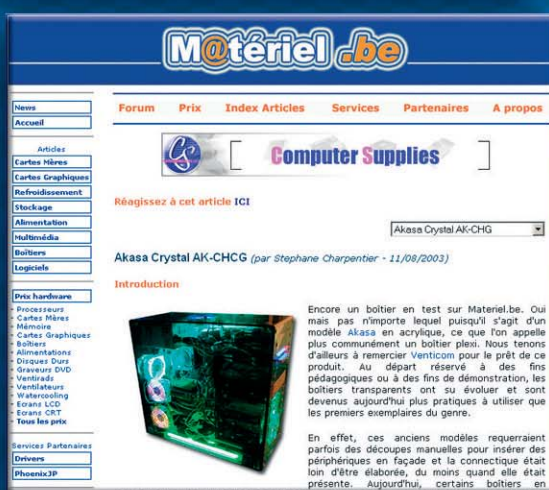 M@tériel .be
News
Accueil
Articles
Cartes Mères
Cartes Graphiques
Refroidissement
Stockage
Alimentation
Multimédia
Boîtiers
Logiciels
Prix hardware
- Processeurs
- Cartes Mères
- Mémoire
- Cartes Graphiques
- Boîtiers
- Alimentations
- Disques Durs
- Graveurs DVD
- Ventirads
- Ventilateurs
- Watercooling
- Ecrans LCD
- Ecrans CRT
- Tous les prix
Services Partenaires
Drivers
PhoenixJP
Forum Prix Index Articles Services Partenaires A propos
CS [ Computer Supplies ]
Réagissez à cet article ICI
Akasa Crystal AK-CHG
Akasa Crystal AK-CHCG (par Stephane Charpentier - 11/08/2003)
Introduction
Encore un boîtier en test sur Materiel.be. Oui
mais pas n'importe lequel puisqu'il s'agit d'un
modèle Akasa en acrylique, ce que l'on appelle
plus communément un boîtier plexi. Nous tenons
d'ailleurs à remercier Venticom pour le prêt de ce
produit. Au départ réservé à des fins
pédagogiques ou à des fins de démonstration, les
boîtiers transparents ont su évoluer et sont
devenus aujourd'hui plus pratiques à utiliser que
les premiers exemplaires du genre.
En effet, ces anciens modèles requerraient
parfois des découpes manuelles pour insérer des
périphériques en façade et la connectique était
loin d'être élaborée, du moins quand elle était
présente. Aujourd'hui, certains boîtiers en